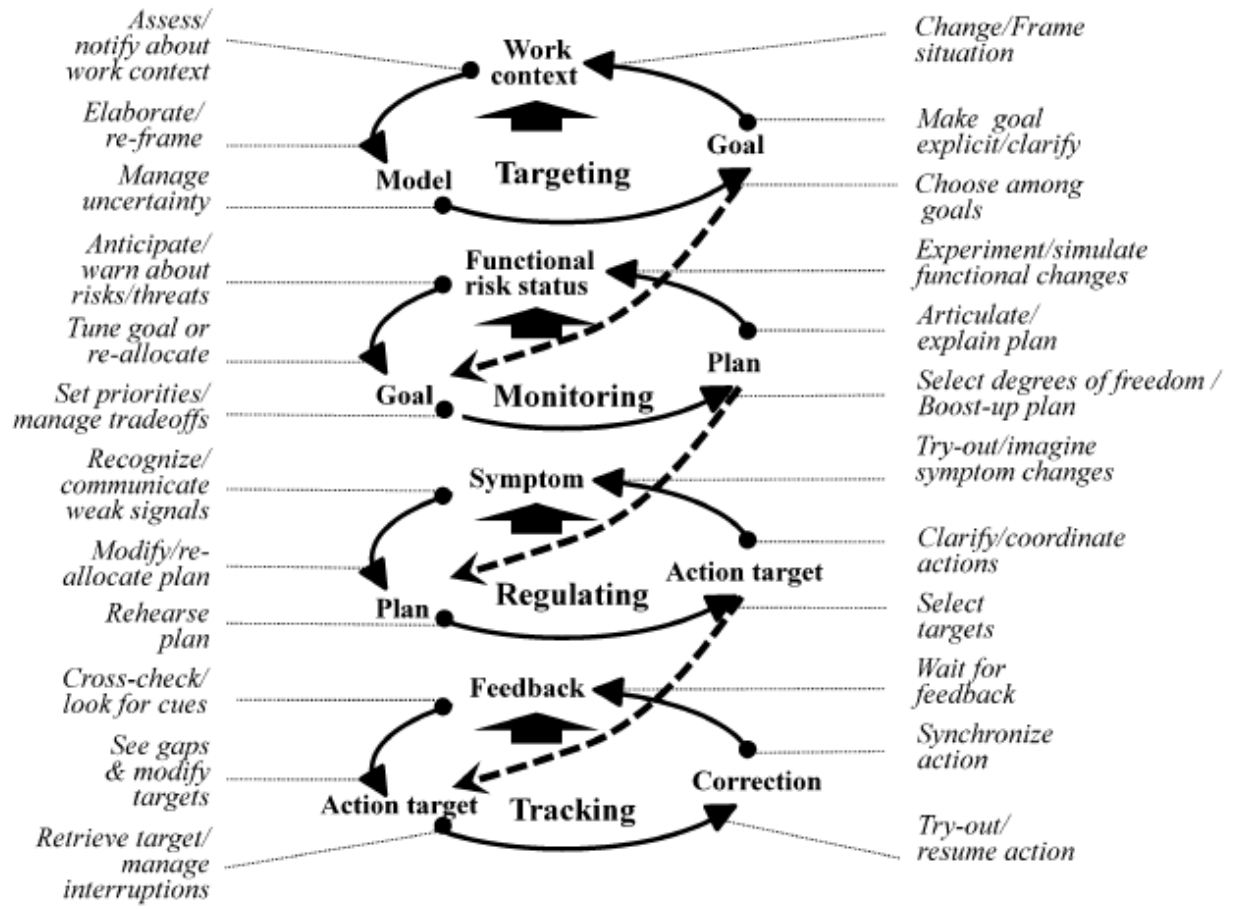 Assess/
notify about
work context
Elaborate/
re-frame
Manage
uncertainty
Anticipate/
warn about
risks/threats
Tune goal or
re-allocate
Set priorities/
manage tradeoffs
Recognize/
communicate
weak signals
Modify/re-
allocate plan
Rehearse
plan
Cross-check/
look for cues
See gaps
& modify
targets
Retrieve target/
manage
interruptions
Work
context
Goal
Model
Targeting
Functional
risk status
Plan
Goal
Monitoring
Symptom
Action target
Plan
Regulating
Feedback
Correction
Action target
Tracking
Change/Frame
situation
Make goal
explicit/clarify
Choose among
goals
Experiment/simulate
functional changes
Articulate/
explain plan
Select degrees of freedom /
Boost-up plan
Try-out/imagine
symptom changes
Clarify/coordinate
actions
Select
targets
Wait for
feedback
Synchronize
action
Try-out/
resume action